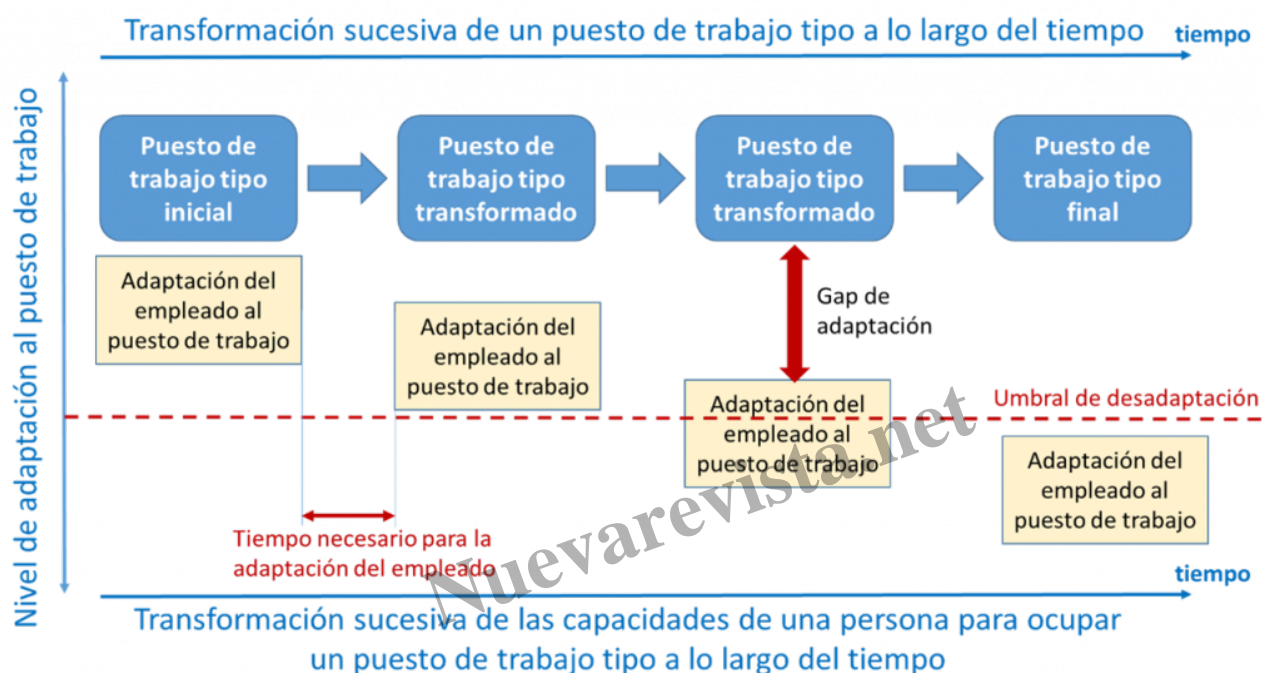 Transformación sucesiva de un puesto de trabajo tipo a lo largo del tiempo
tiempo
Nivel de adaptación al puesto de trabajo
Puesto de
trabajo tipo
inicial
Puesto de
trabajo tipo
transformado
Puesto de
trabajo tipo
transformado
Puesto de
trabajo tipo
final
Adaptación del
empleado al
puesto de trabajo
Adaptación del
empleado al
puesto de trabajo
Gap de
adaptación
Adaptación del
empleado al
puesto de trabajo
Umbral de desadaptación
Adaptación del
empleado al
puesto de trabajo
Tiempo necesario para la
adaptación del empleado
Nuevarevista.net
tiempo
Transformación sucesiva de las capacidades de una persona para ocupar
un puesto de trabajo tipo a lo largo del tiempo